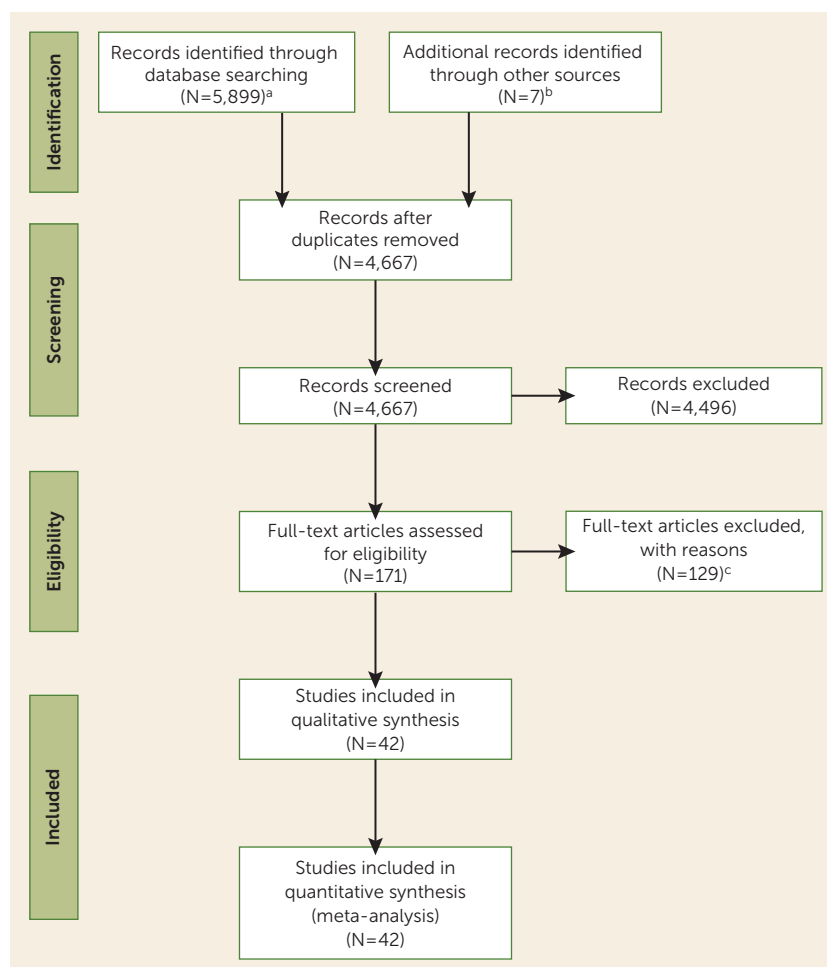 Identification
Records identified through
database searching
(N=5,899)a
Additional records identified
through other sources
(N=7)b
Screening
Records after
duplicates removed
(N=4,667)
Records screened
(N=4,667)
Records excluded
(N=4,496)
Eligibility
Full-text articles assessed
for eligibility
(N=171)
Full-text articles excluded,
with reasons
(N=129)c
Included
Studies included in
qualitative synthesis
(N=42)
Studies included in
quantitative synthesis
(meta-analysis)
(N=42)